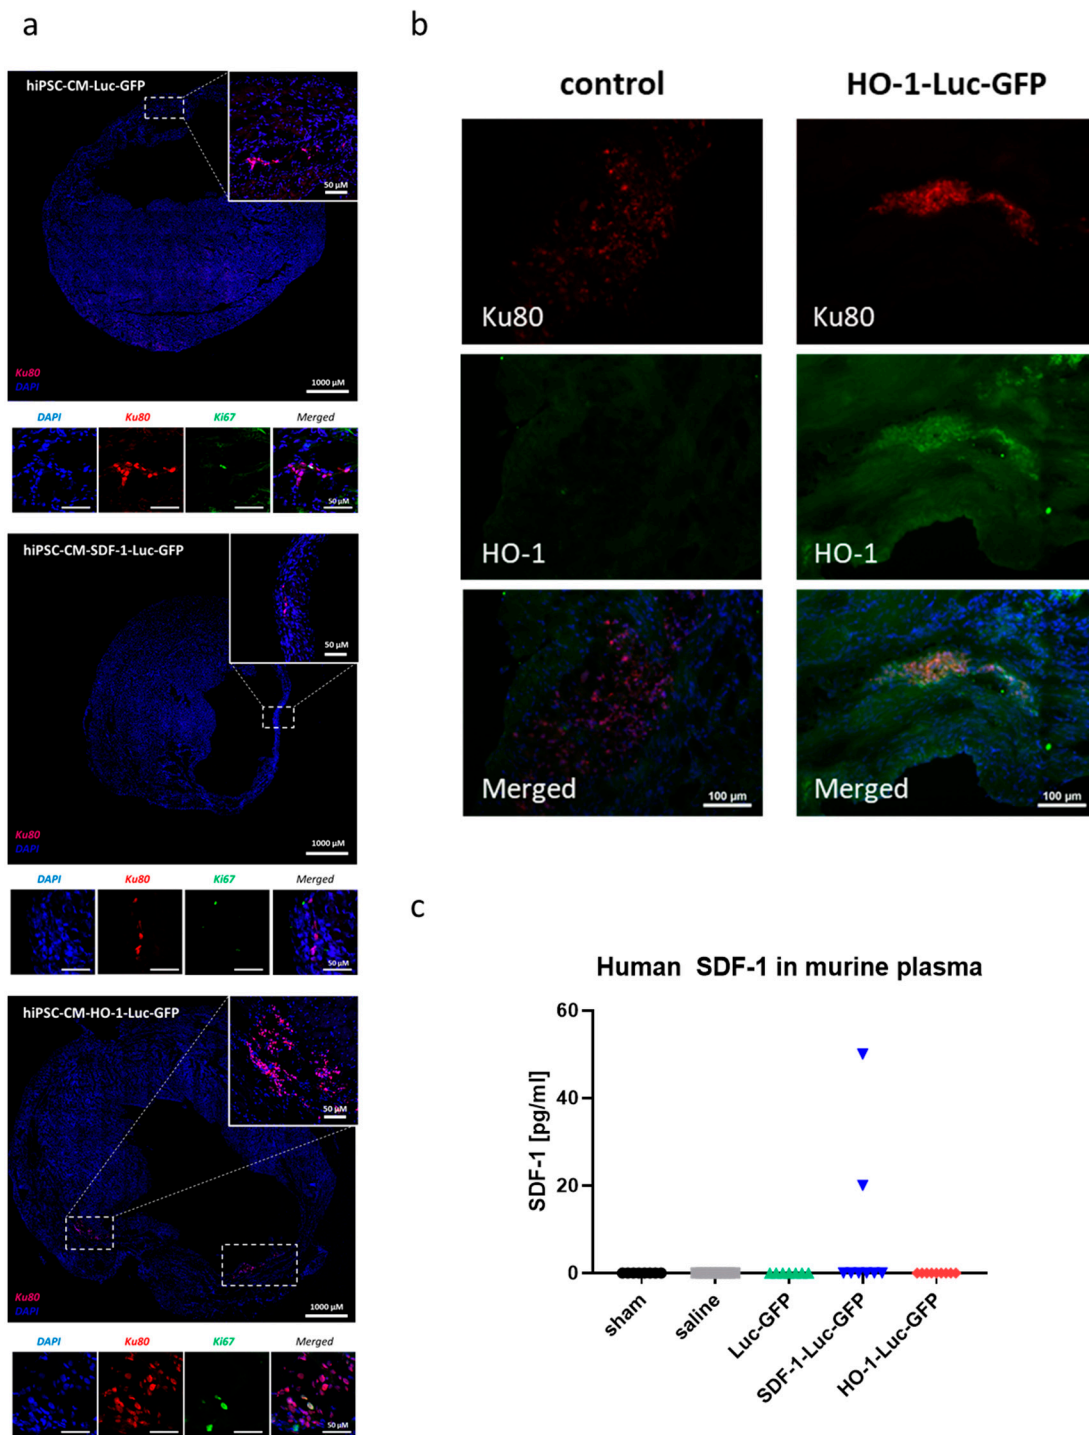 a
hiPSC-CM-Luc-GFP
50 µM
Ku80
DAPI
1000 µM
DAPI Ku80 Ki67 Merged
50 µM
hiPSC-CM-SDF-1-Luc-GFP
50 µM
Ku80
DAPI
1000 µM
DAPI Ku80 Ki67 Merged
50 µM
hiPSC-CM-HO-1-Luc-GFP
50 µM
Ku80
DAPI
1000 µM
DAPI Ku80 Ki67 Merged
50 µM
b
control HO-1-Luc-GFP
Ku80 Ku80
HO-1 HO-1
Merged 100 µm Merged 100 µm
c
Human SDF-1 in murine plasma
SDF-1 [pg/ml]
60
40
20
0
sham saline Luc-GFP SDF-1-Luc-GFP HO-1-Luc-GFP